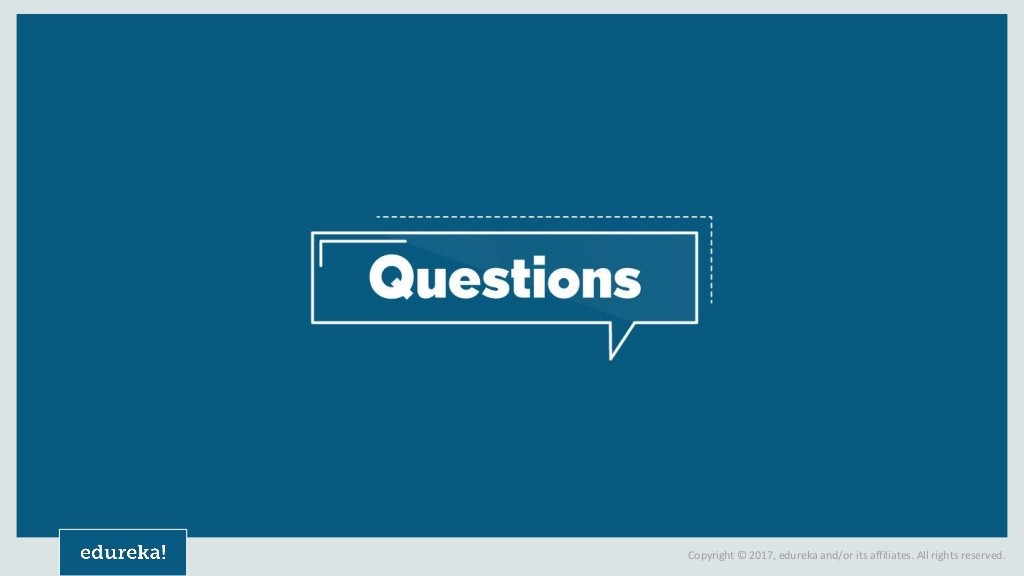 Questions
edureka!
Copyright © 2017, edureka and/or its affiliates. All rights reserved.